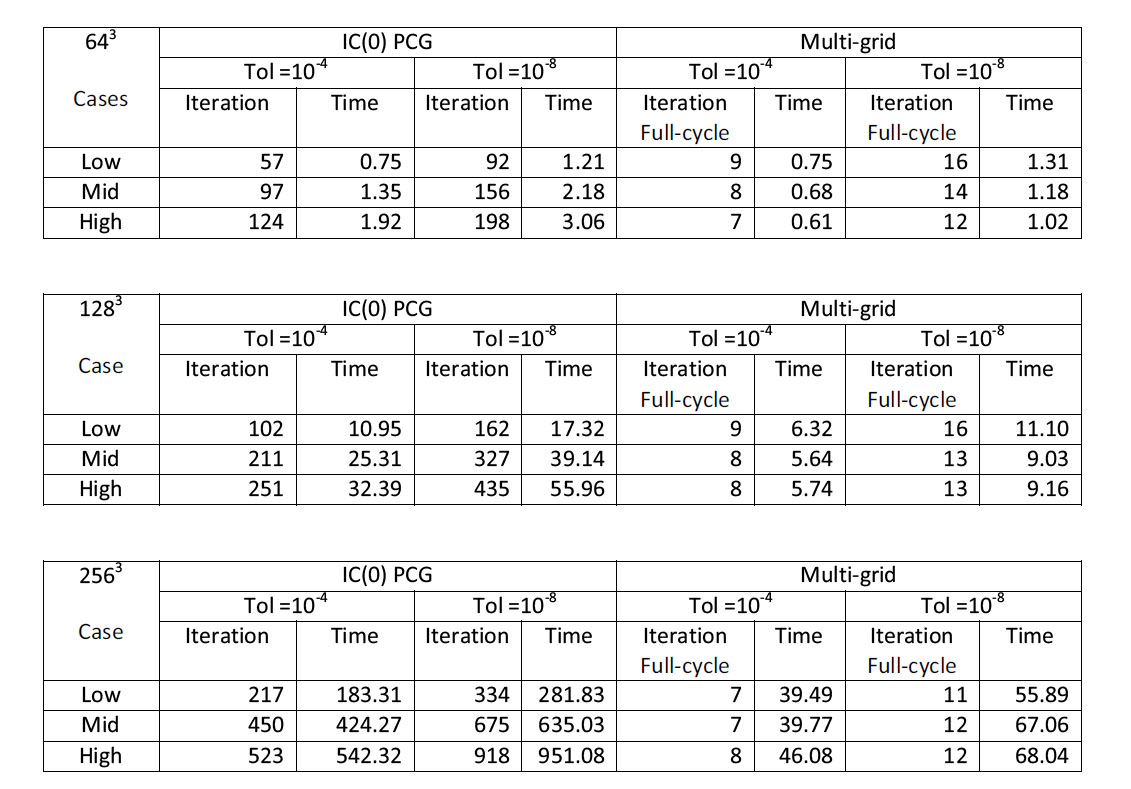 64³ IC(0) PCG Multi-grid
Tol =10⁻⁴ Tol =10⁻⁸ Tol =10⁻⁴ Tol =10⁻⁸
Cases Iteration Time Iteration Time Iteration Time Iteration Time
Full-cycle Full-cycle
Low 57 0.75 92 1.21 9 0.75 16 1.31
Mid 97 1.35 156 2.18 8 0.68 14 1.18
High 124 1.92 198 3.06 7 0.61 12 1.02
128³ IC(0) PCG Multi-grid
Tol =10⁻⁴ Tol =10⁻⁸ Tol =10⁻⁴ Tol =10⁻⁸
Case Iteration Time Iteration Time Iteration Time Iteration Time
Full-cycle Full-cycle
Low 102 10.95 162 17.32 9 6.32 16 11.10
Mid 211 25.31 327 39.14 8 5.64 13 9.03
High 251 32.39 435 55.96 8 5.74 13 9.16
256³ IC(0) PCG Multi-grid
Tol =10⁻⁴ Tol =10⁻⁸ Tol =10⁻⁴ Tol =10⁻⁸
Case Iteration Time Iteration Time Iteration Time Iteration Time
Full-cycle Full-cycle
Low 217 183.31 334 281.83 7 39.49 11 55.89
Mid 450 424.27 675 635.03 7 39.77 12 67.06
High 523 542.32 918 951.08 8 46.08 12 68.04